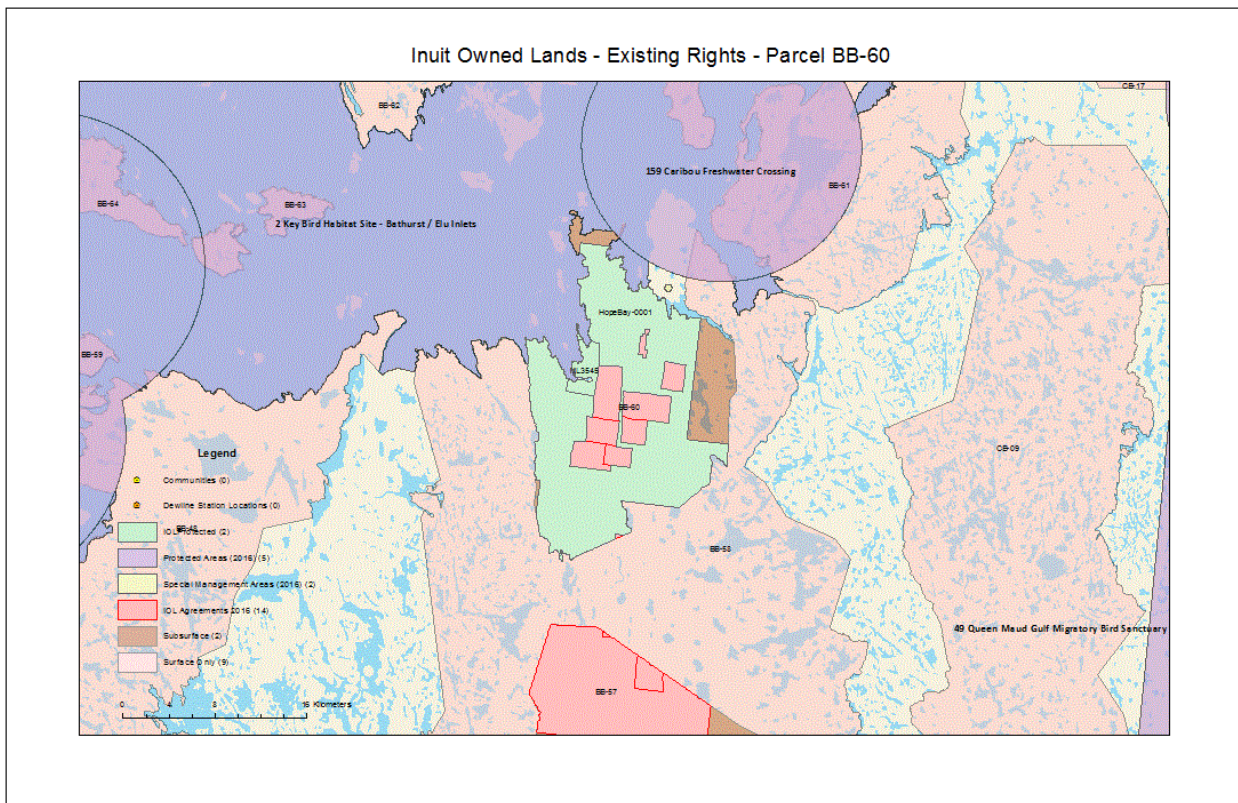 Inuit Owned Lands - Existing Rights - Parcel BB-60
BB-62
CB-17
159 Caribou Freshwater Crossing
BB-61
BB-64
BB-63
2 Key Bird Habitat Site - Bathurst / Elu Inlets
HopeBay-0001
BB-59
ML3545
BB-60
CB-09
Legend
Communities (0)
Dewline Station Locations (0)
(2)
Protected Areas (2016) (5)
BB-53
Special Management Areas (2016) (2)
IOL Agreements 2016 (14)
Subsurface (2)
49 Queen Maud Gulf Migratory Bird Sanctuary
Surface Only (9)
BB-57
0 4 8 16 Kilometers